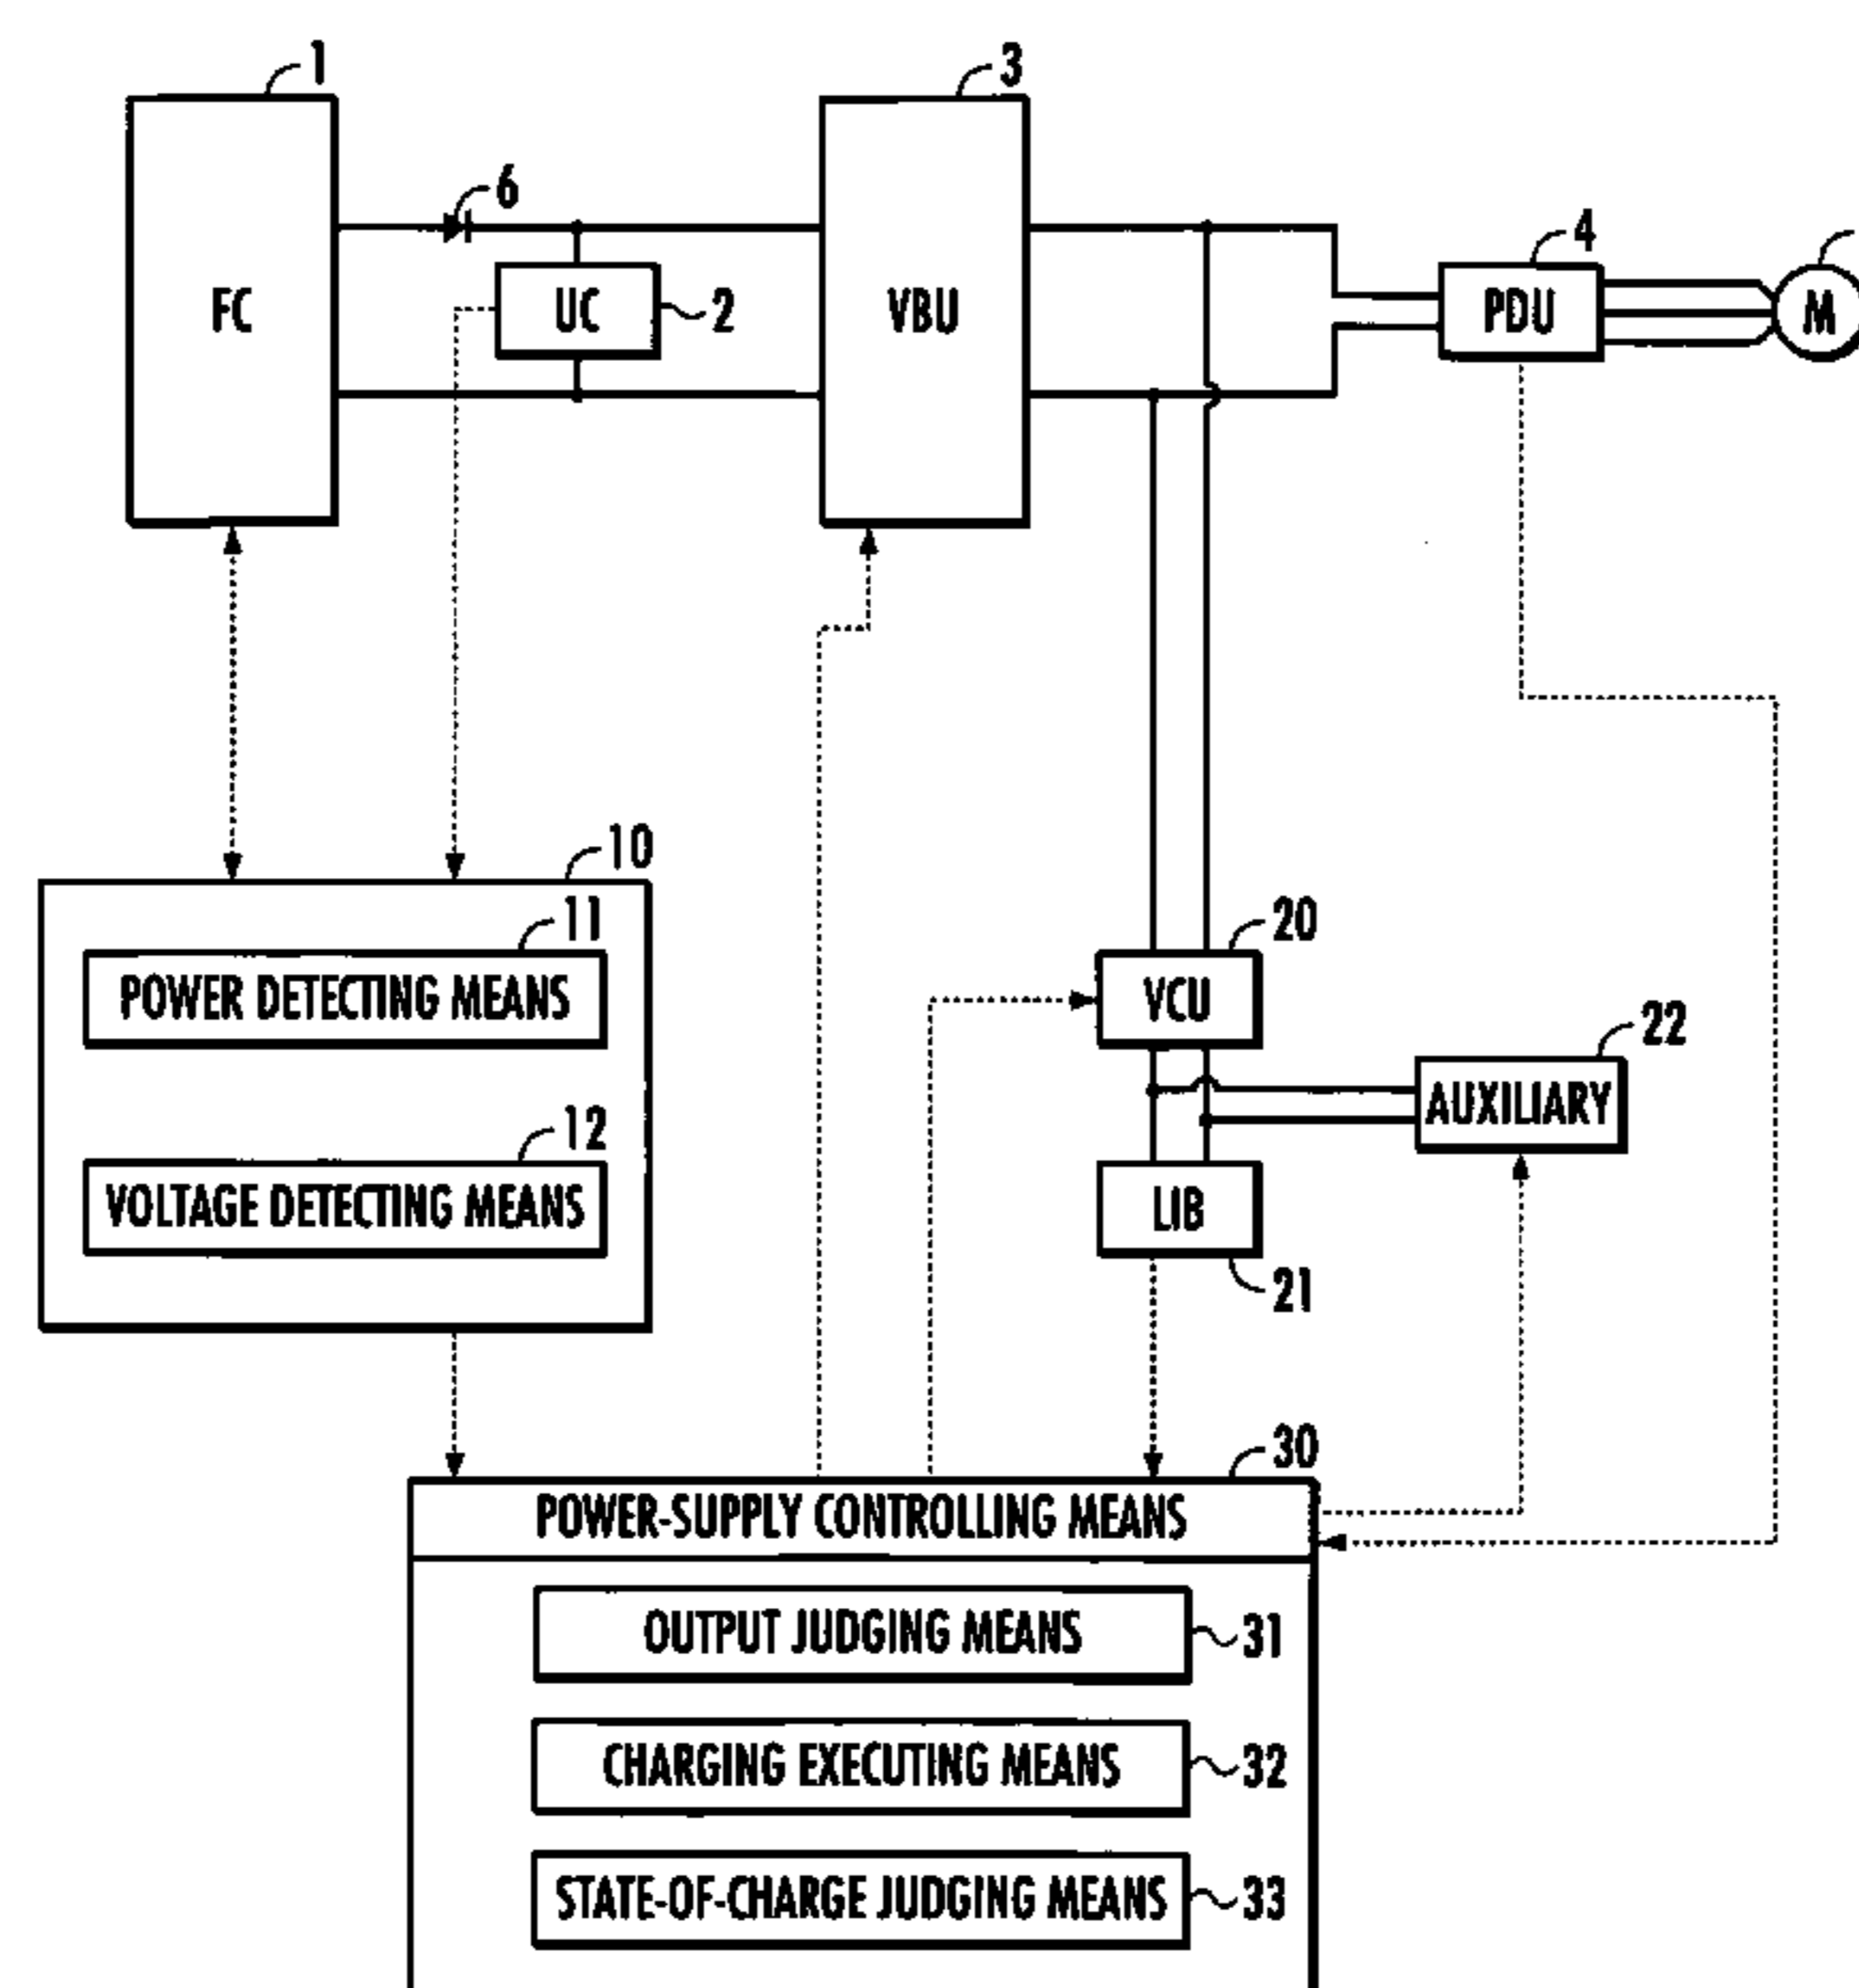 1
3
6
4
FC
UC
2
VBU
PDU
M
10
11
POWER DETECTING MEANS
20
VCU
22
AUXILIARY
12
VOLTAGE DETECTING MEANS
LIB
21
30
POWER-SUPPLY CONTROLLING MEANS
OUTPUT JUDGING MEANS
31
CHARGING EXECUTING MEANS
32
STATE-OF-CHARGE JUDGING MEANS
33